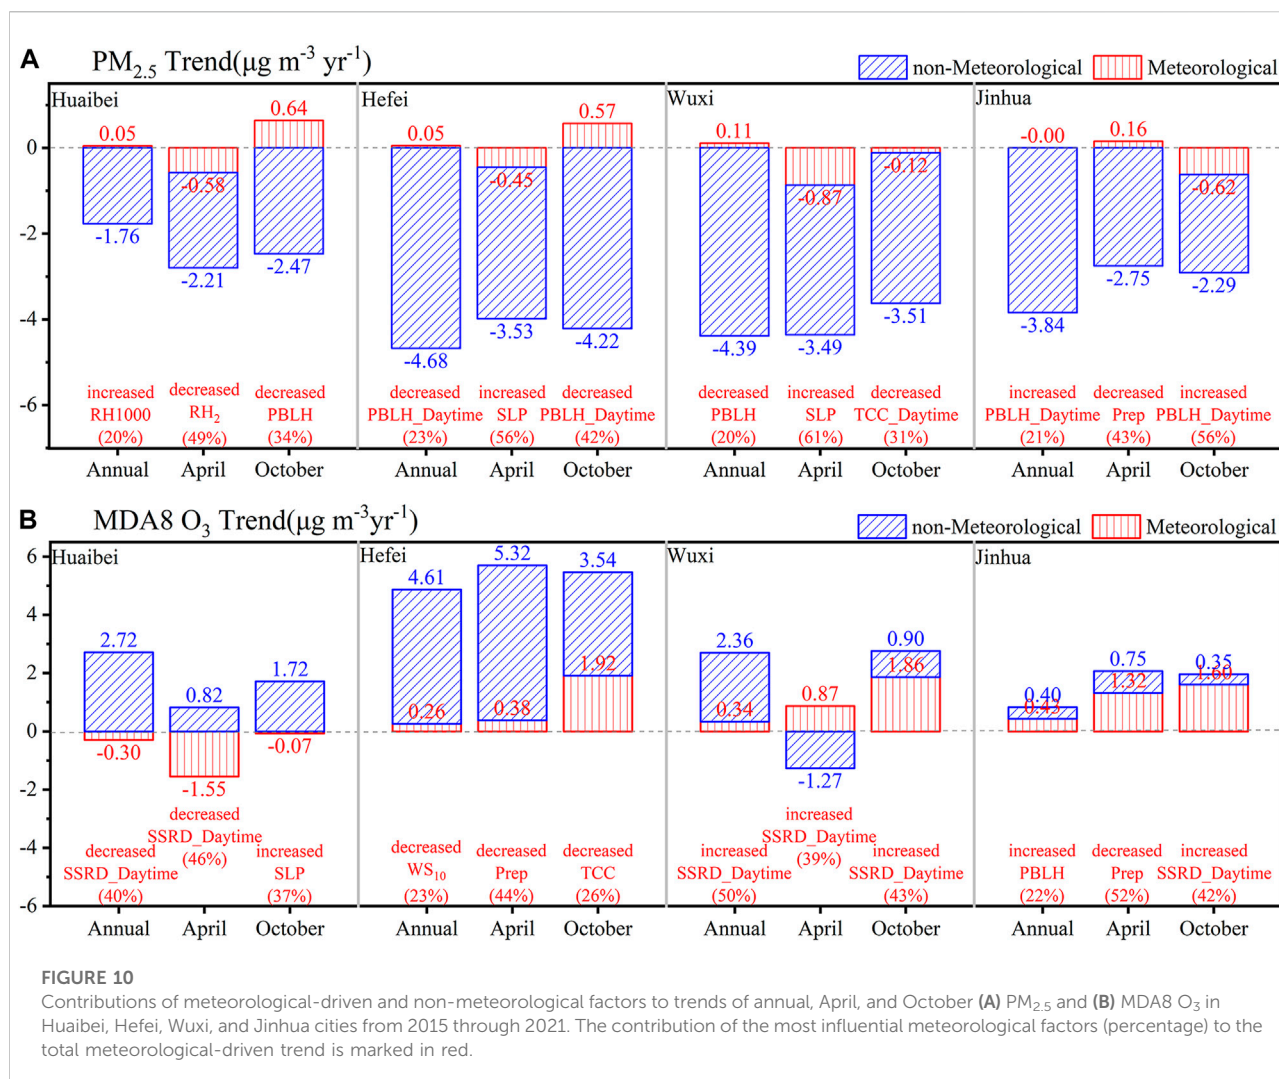 A PM2.5 Trend(μg m-3 yr-1)
non-Meteorological Meteorological
Huaibei Hefei Wuxi Jinhua
0.05 0.64 0.05 0.57 0.11 -0.00 0.16
0
-0.58 -0.45 -0.87 -0.12 -0.62
-2
-1.76 -2.21 -2.47 -4.68 -3.53 -4.22 -4.39 -3.49 -3.51 -3.84 -2.75 -2.29
-4
-6
increased decreased decreased decreased increased decreased decreased increased decreased increased decreased increased
RH1000 RH2 PBLH PBLH_Daytime SLP PBLH_Daytime PBLH SLP TCC_Daytime PBLH_Daytime Prep PBLH_Daytime
(20%) (49%) (34%) (23%) (56%) (42%) (20%) (61%) (31%) (21%) (43%) (56%)
Annual April October Annual April October Annual April October Annual April October
B MDA8 O3 Trend(μg m-3yr-1)
non-Meteorological Meteorological
Huaibei Hefei Wuxi Jinhua
6
4.61 5.32 3.54
4
2.72 0.82 1.72 2.36 0.90 0.40 0.75 0.35
2
0.26 0.38 1.92 0.34 0.87 1.86 0.43 1.32 1.60
0
-0.30 -1.55 -0.07 -1.27
-2
-4
decreased decreased increased decreased decreased decreased increased increased increased increased decreased increased
SSRD_Daytime SSRD_Daytime SLP WS10 Prep TCC SSRD_Daytime SSRD_Daytime SSRD_Daytime PBLH Prep SSRD_Daytime
(40%) (46%) (37%) (23%) (44%) (26%) (50%) (39%) (43%) (22%) (52%) (42%)
-6
Annual April October Annual April October Annual April October Annual April October
FIGURE 10
Contributions of meteorological-driven and non-meteorological factors to trends of annual, April, and October (A) PM2.5 and (B) MDA8 O3 in
Huaibei, Hefei, Wuxi, and Jinhua cities from 2015 through 2021. The contribution of the most influential meteorological factors (percentage) to the
total meteorological-driven trend is marked in red.